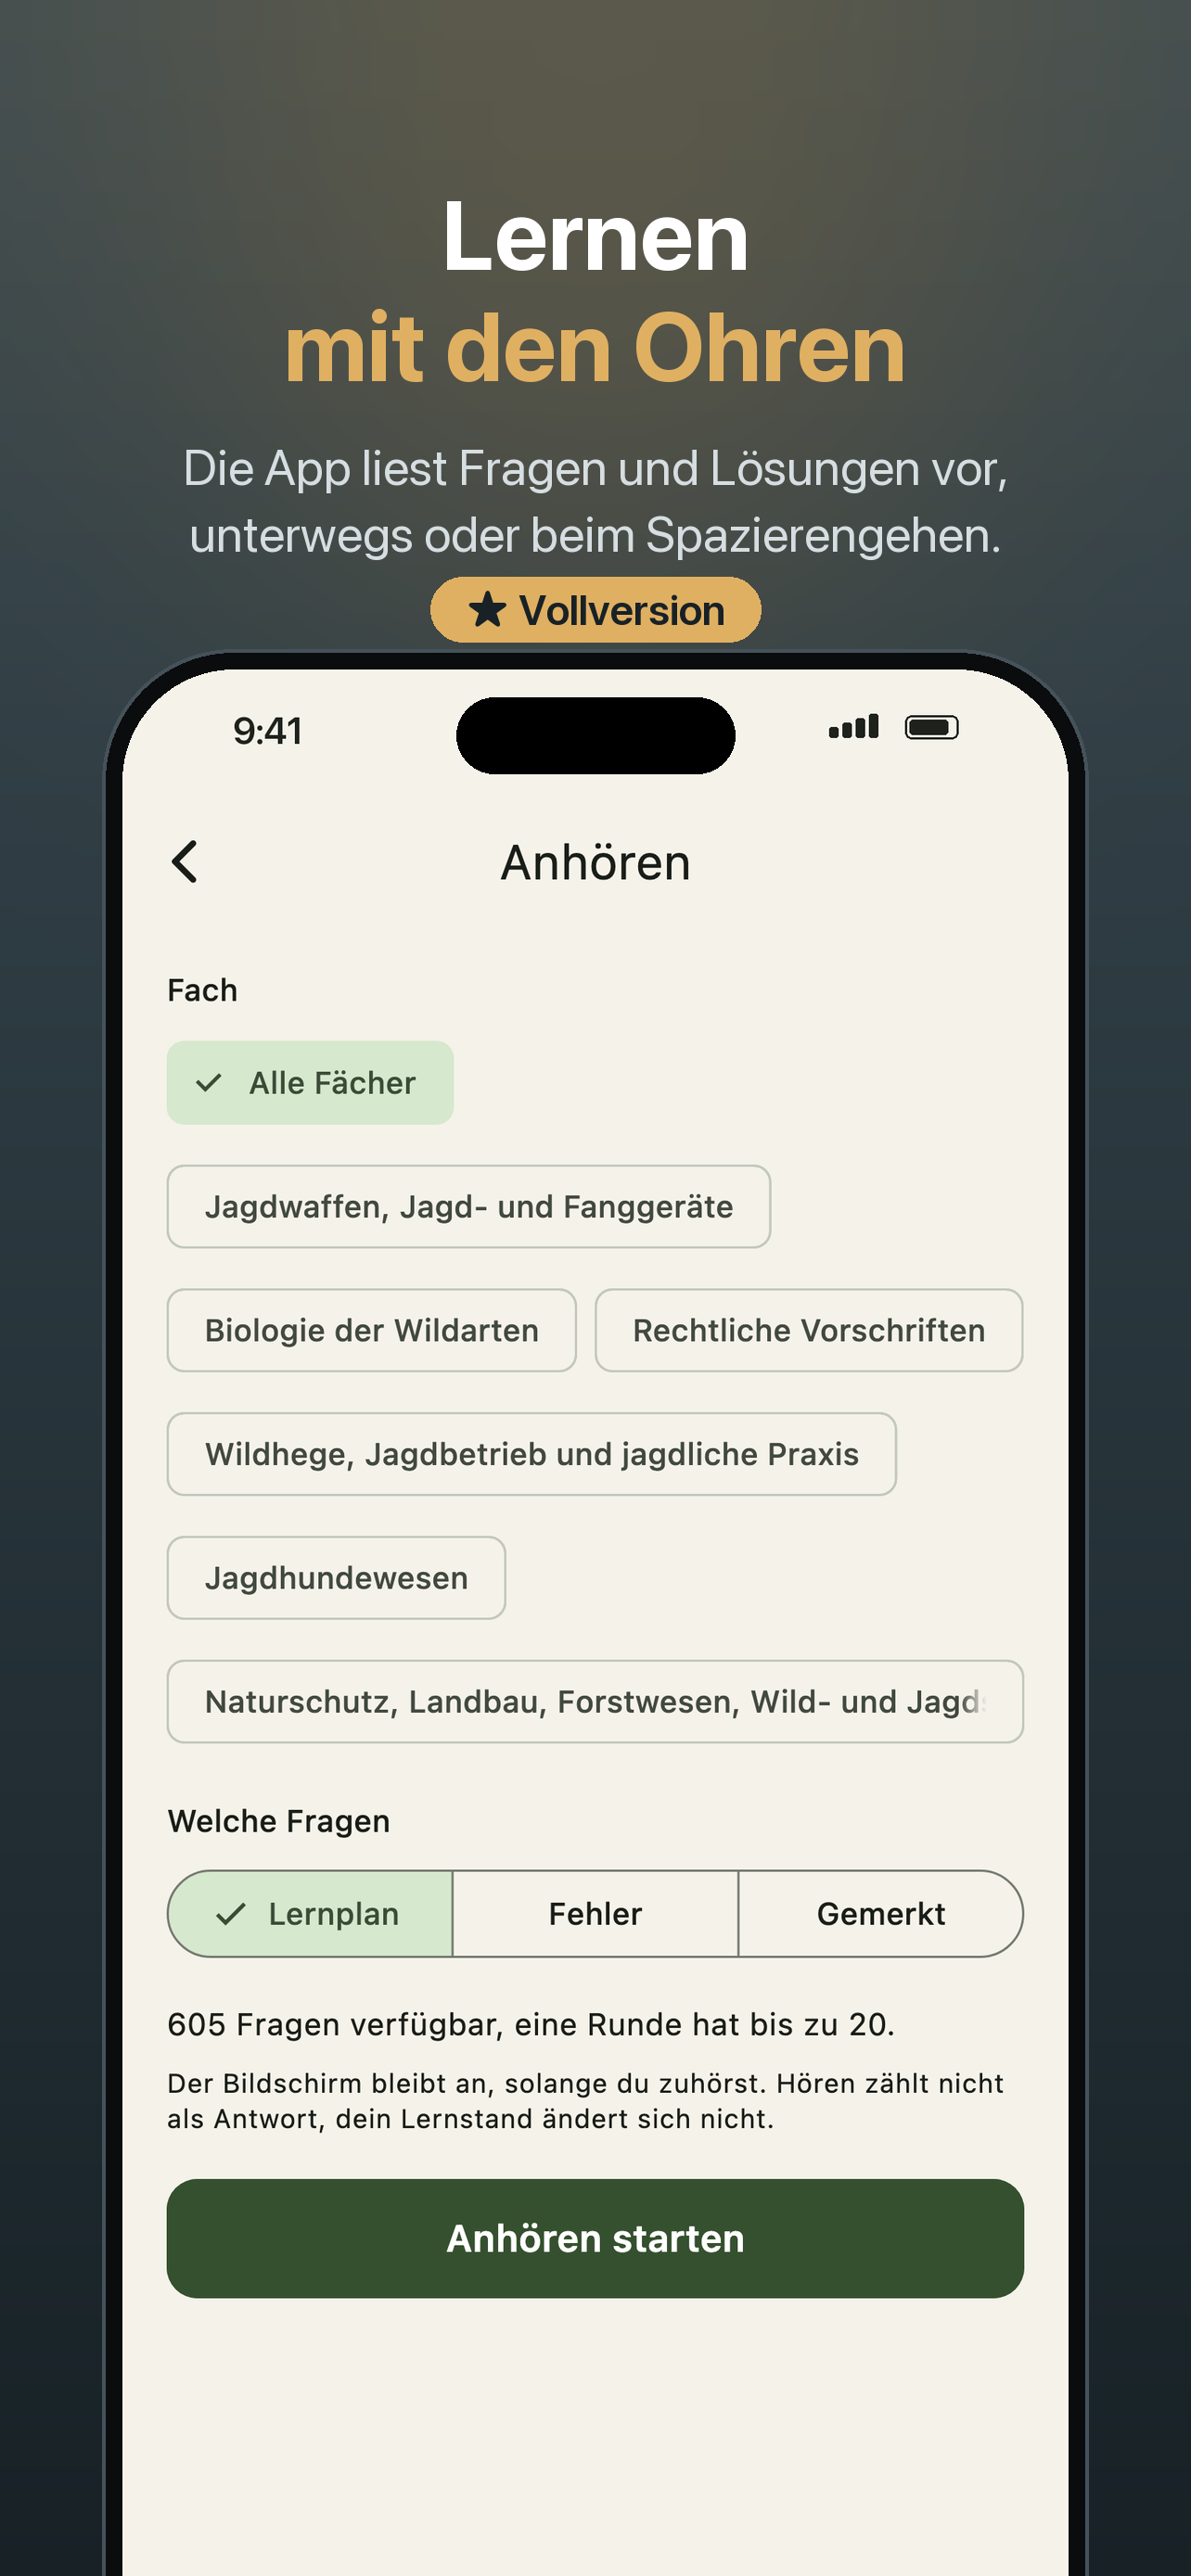 Lernen
mit den Ohren
Die App liest Fragen und Lösungen vor,
unterwegs oder beim Spazierengehen.
Vollversion
9:41
Anhören
Fach
Alle Fächer
Jagdwaffen, Jagd- und Fanggeräte
Biologie der Wildarten
Rechtliche Vorschriften
Wildhege, Jagdbetrieb und jagdliche Praxis
Jagdhundewesen
Naturschutz, Landbau, Forstwesen, Wild- und
Welche Fragen
Lernplan
Fehler
Gemerkt
605 Fragen verfügbar, eine Runde hat bis zu 20.
Der Bildschirm bleibt an, solange du zuhörst. Hören zählt nicht
als Antwort, dein Lernstand ändert sich nicht.
Anhören starten